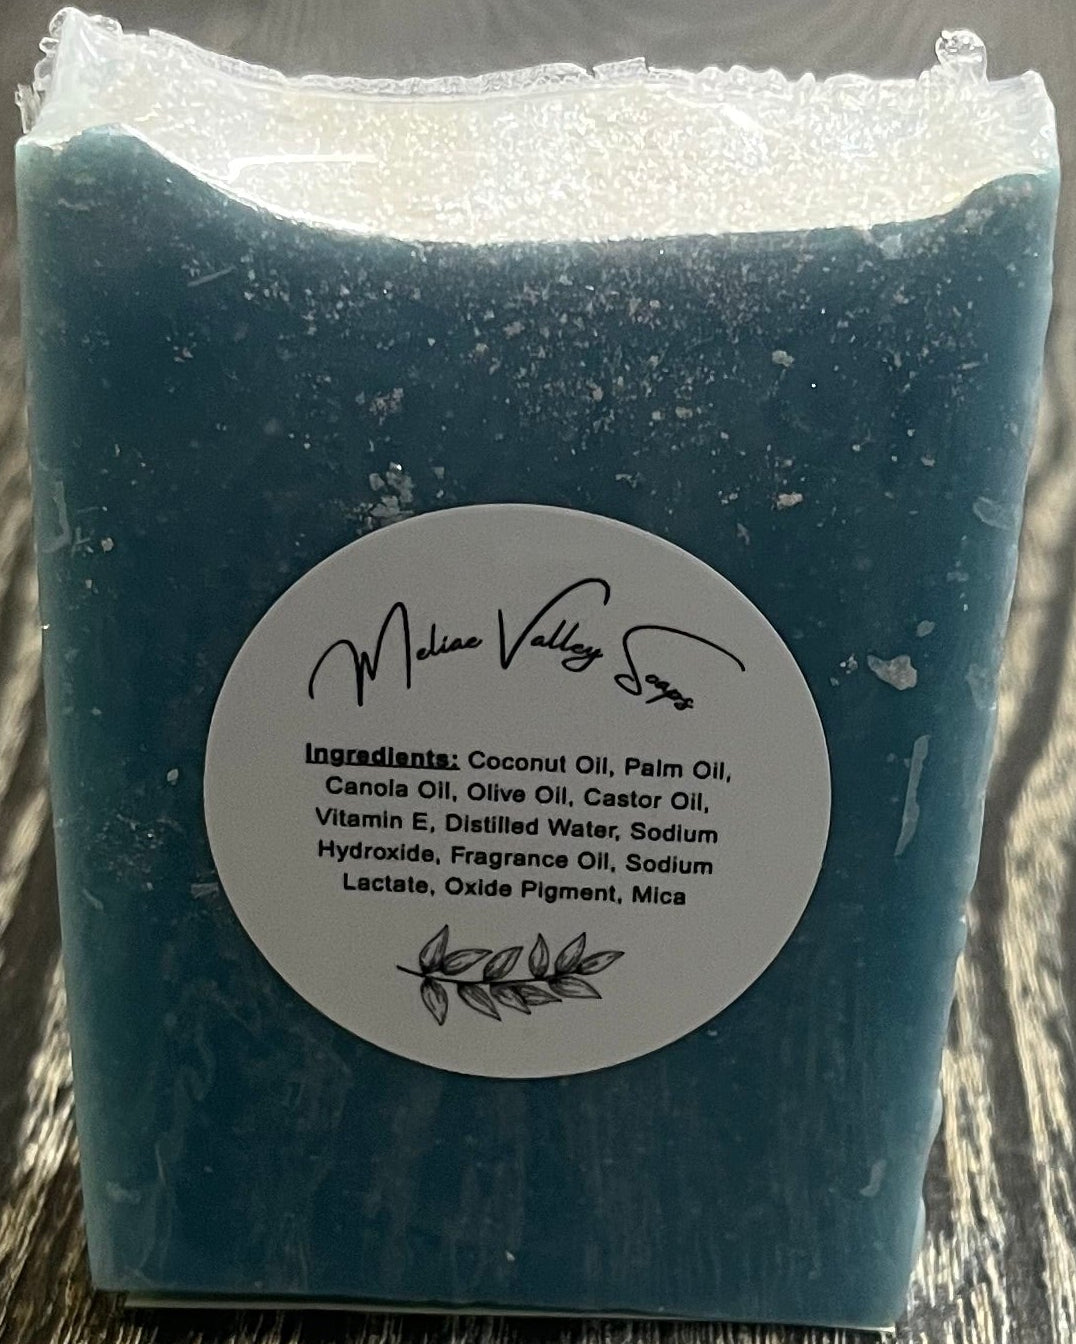 Meliae Valley Soaps
Ingredients: Coconut Oil, Palm Oil,
Canola Oil, Olive Oil, Castor Oil,
Vitamin E, Distilled Water, Sodium
Hydroxide, Fragrance Oil, Sodium
Lactate, Oxide Pigment, Mica